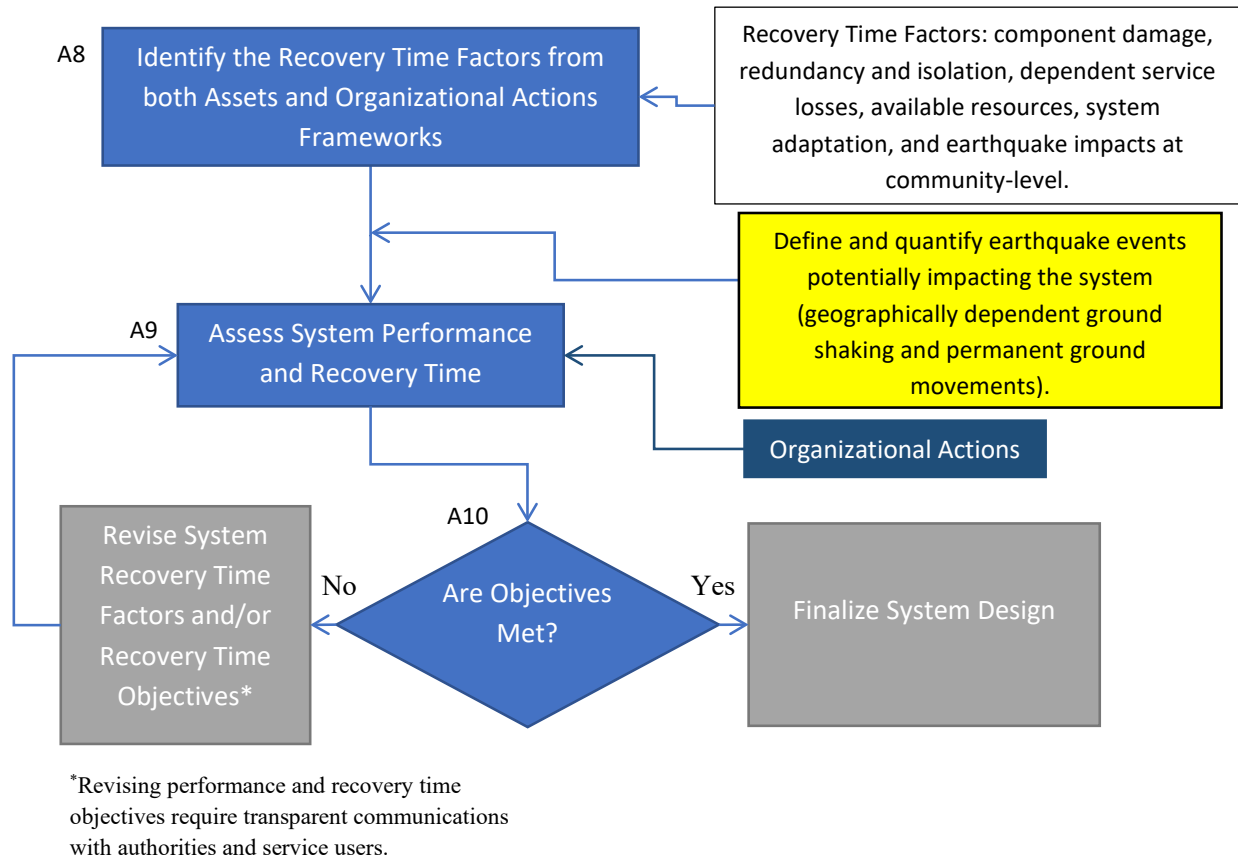 A8
Identify the Recovery Time Factors from
both Assets and Organizational Actions
Frameworks
Recovery Time Factors: component damage,
redundancy and isolation, dependent service
losses, available resources, system
adaptation, and earthquake impacts at
community-level.
Define and quantify earthquake events
potentially impacting the system
(geographically dependent ground
shaking and permanent ground
movements).
A9
Assess System Performance
and Recovery Time
Organizational Actions
A10
Are Objectives
Met?
No
Yes
Revise System
Recovery Time
Factors and/or
Recovery Time
Objectives*
Finalize System Design
*Revising performance and recovery time
objectives require transparent communications
with authorities and service users.